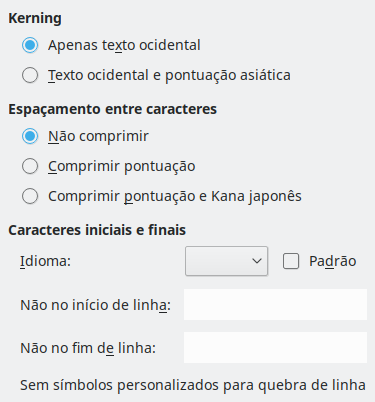 Kerning
Apenas texto ocidental
Texto ocidental e pontuação asiática
Espaçamento entre caracteres
Não comprimir
Comprimir pontuação
Comprimir pontuação e Kana japonês
Caracteres iniciais e finais
Idioma: Padrão
Não no início de linha:
Não no fim de linha:
Sem símbolos personalizados para quebra de linha